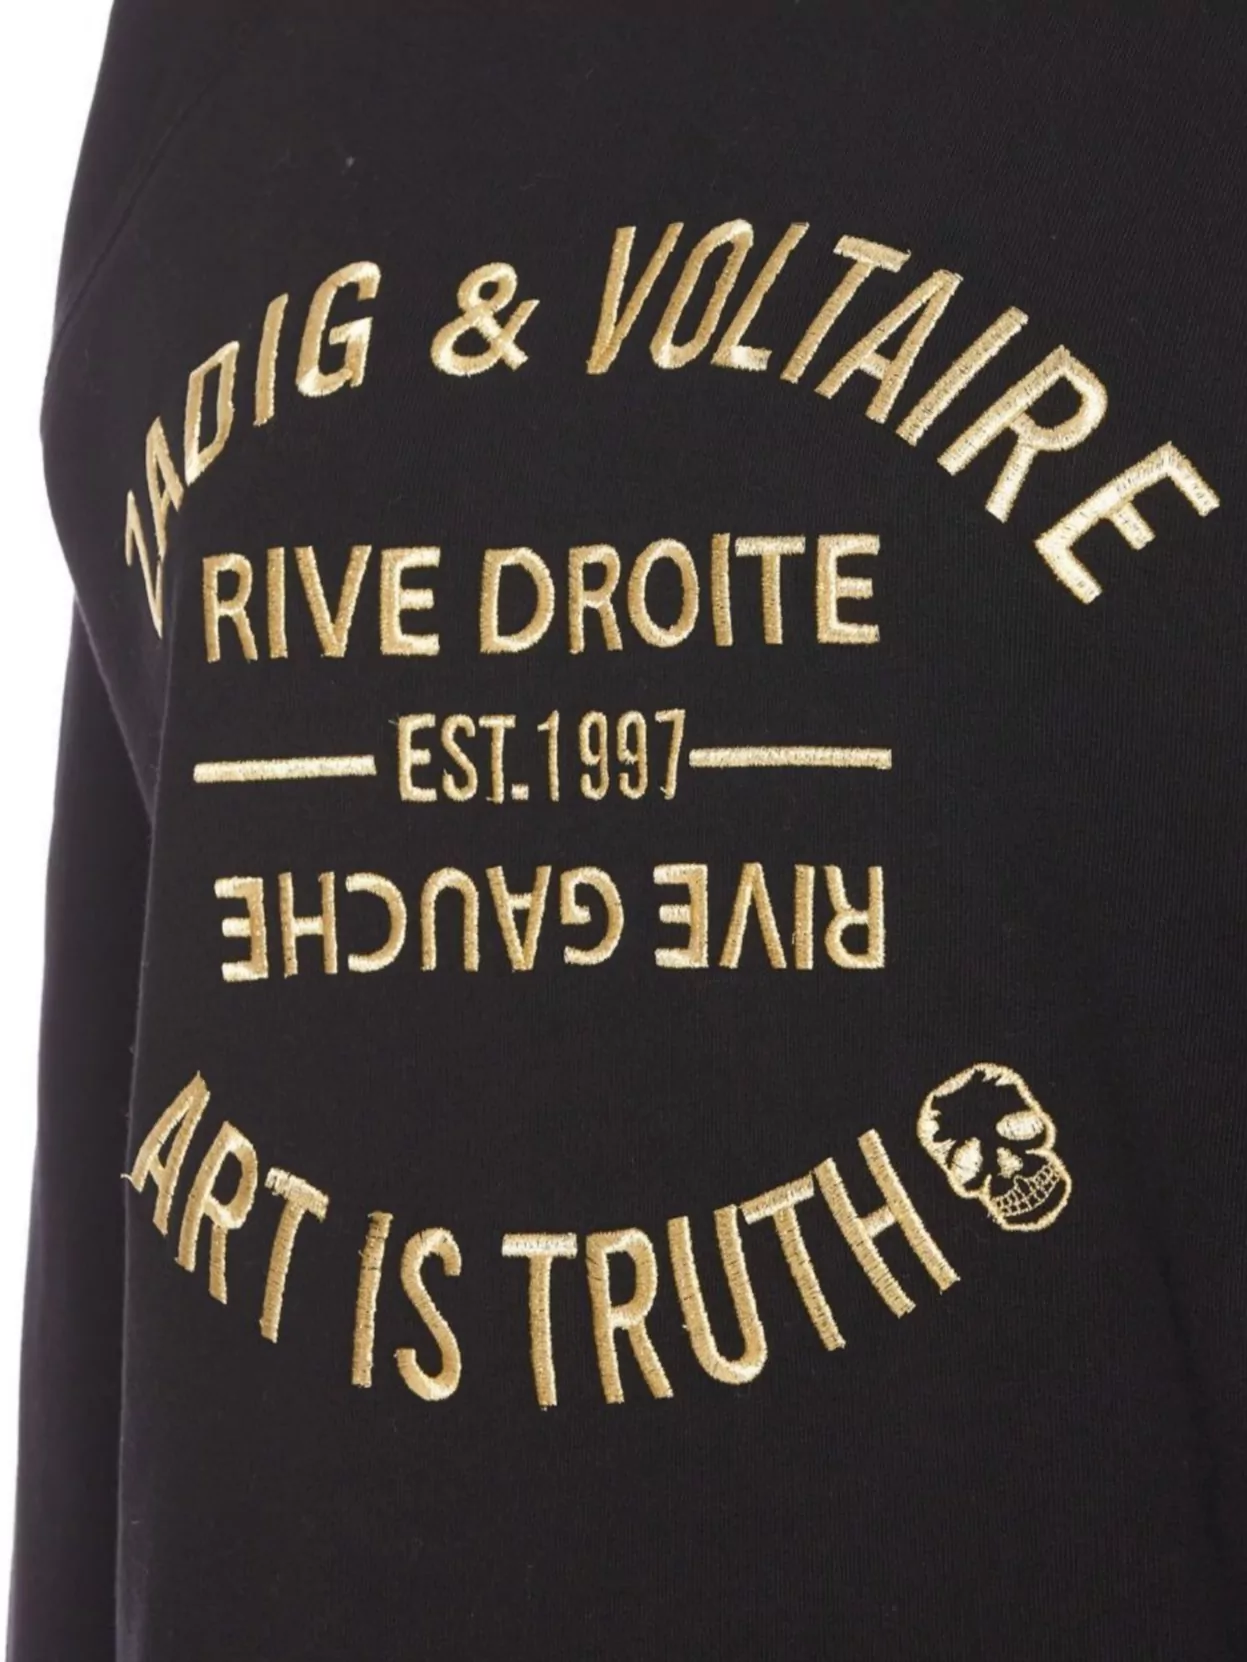 ZADIG & VOLTAIRE
RIVE DROITE
EST.1997
RIVE GAUCHE
ART IS TRUTH